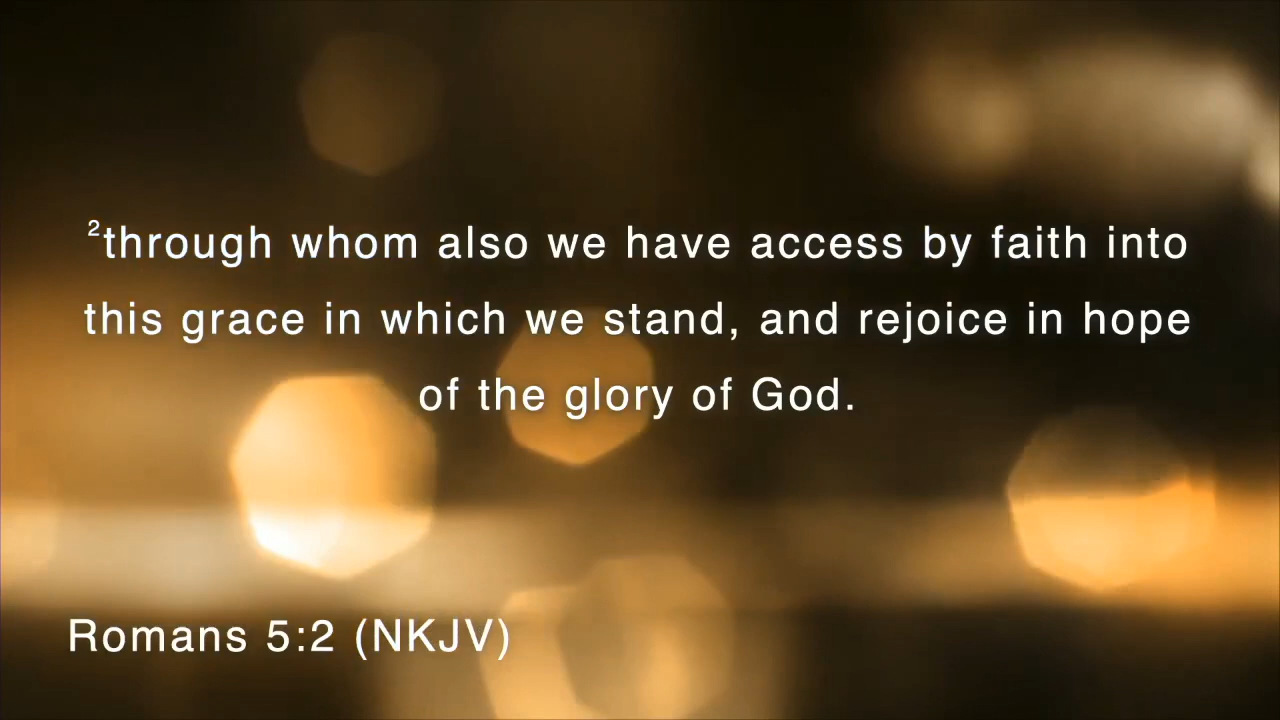 ²through whom also we have access by faith into
this grace in which we stand, and rejoice in hope
of the glory of God.
Romans 5:2 (NKJV)